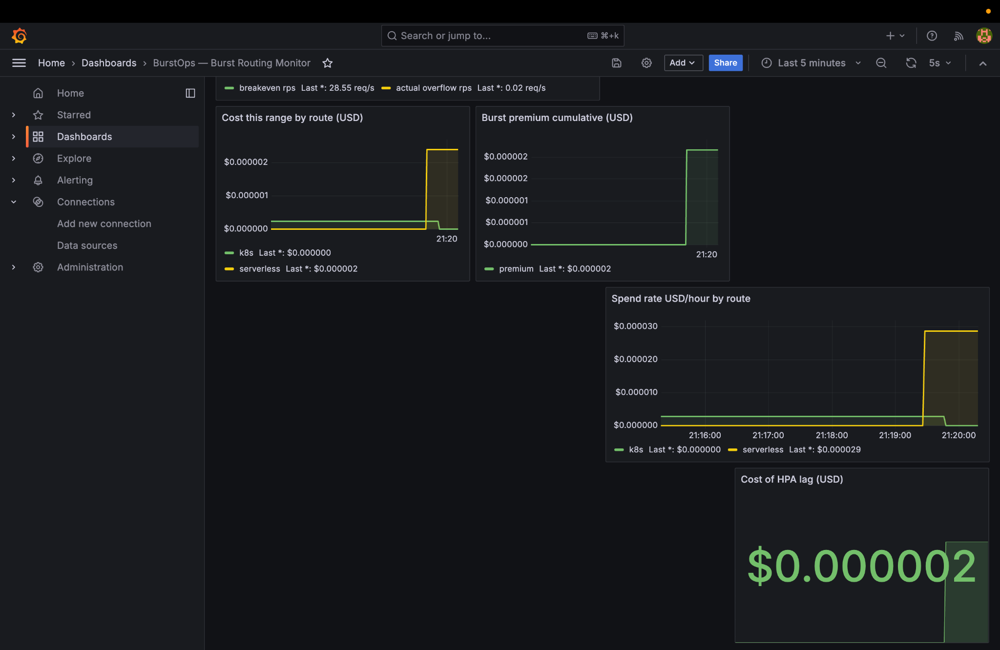 Search or jump to...
⌘+k
Home › Dashboards › BurstOps — Burst Routing Monitor
Add
Share
Last 5 minutes
5s
Home
Starred
Dashboards
Explore
Alerting
Connections
Add new connection
Data sources
Administration
breakeven rps Last *: 28.55 req/s actual overflow rps Last *: 0.02 req/s
Cost this range by route (USD)
$0.000002
$0.000001
$0.000000
21:20
k8s Last *: $0.000000
serverless Last *: $0.000002
Burst premium cumulative (USD)
$0.000002
$0.000002
$0.000001
$0.000001
$0.000000
21:20
premium Last *: $0.000002
Spend rate USD/hour by route
$0.000030
$0.000020
$0.000010
$0.000000
21:16:00 21:17:00 21:18:00 21:19:00 21:20:00
k8s Last *: $0.000000 serverless Last *: $0.000029
Cost of HPA lag (USD)
$0.000002